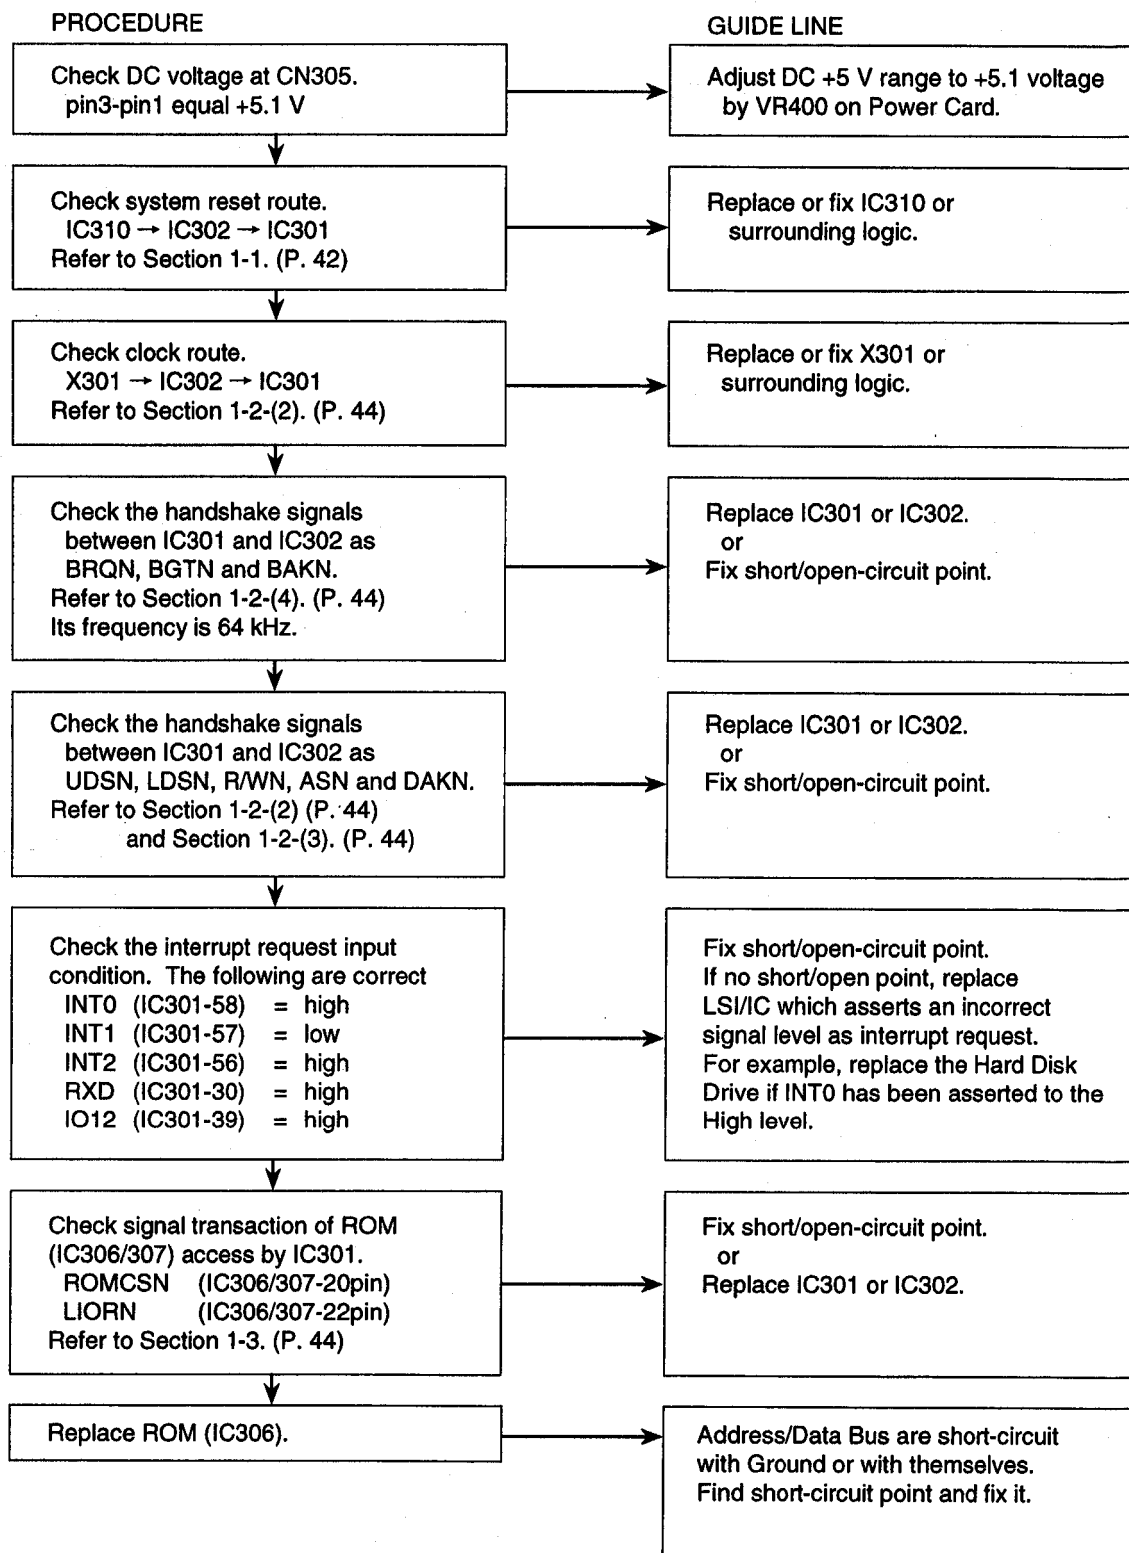 PROCEDURE
GUIDE LINE
Check DC voltage at CN305.
pin3-pin1 equal +5.1 V
Adjust DC +5 V range to +5.1 voltage
by VR400 on Power Card.
Check system reset route.
IC310 → IC302 → IC301
Refer to Section 1-1. (P. 42)
Replace or fix IC310 or
surrounding logic.
Check clock route.
X301 → IC302 → IC301
Refer to Section 1-2-(2). (P. 44)
Replace or fix X301 or
surrounding logic.
Check the handshake signals
between IC301 and IC302 as
BRQN, BGTN and BAKN.
Refer to Section 1-2-(4). (P. 44)
Its frequency is 64 kHz.
Replace IC301 or IC302.
or
Fix short/open-circuit point.
Check the handshake signals
between IC301 and IC302 as
UDSN, LDSN, R/WN, ASN and DAKN.
Refer to Section 1-2-(2) (P. 44)
and Section 1-2-(3). (P. 44)
Replace IC301 or IC302.
or
Fix short/open-circuit point.
Check the interrupt request input
condition. The following are correct
INT0 (IC301-58) = high
INT1 (IC301-57) = low
INT2 (IC301-56) = high
RXD (IC301-30) = high
IO12 (IC301-39) = high
Fix short/open-circuit point.
If no short/open point, replace
LSI/IC which asserts an incorrect
signal level as interrupt request.
For example, replace the Hard Disk
Drive if INT0 has been asserted to the
High level.
Check signal transaction of ROM
(IC306/307) access by IC301.
ROMCSN (IC306/307-20pin)
LIORN (IC306/307-22pin)
Refer to Section 1-3. (P. 44)
Fix short/open-circuit point.
or
Replace IC301 or IC302.
Replace ROM (IC306).
Address/Data Bus are short-circuit
with Ground or with themselves.
Find short-circuit point and fix it.